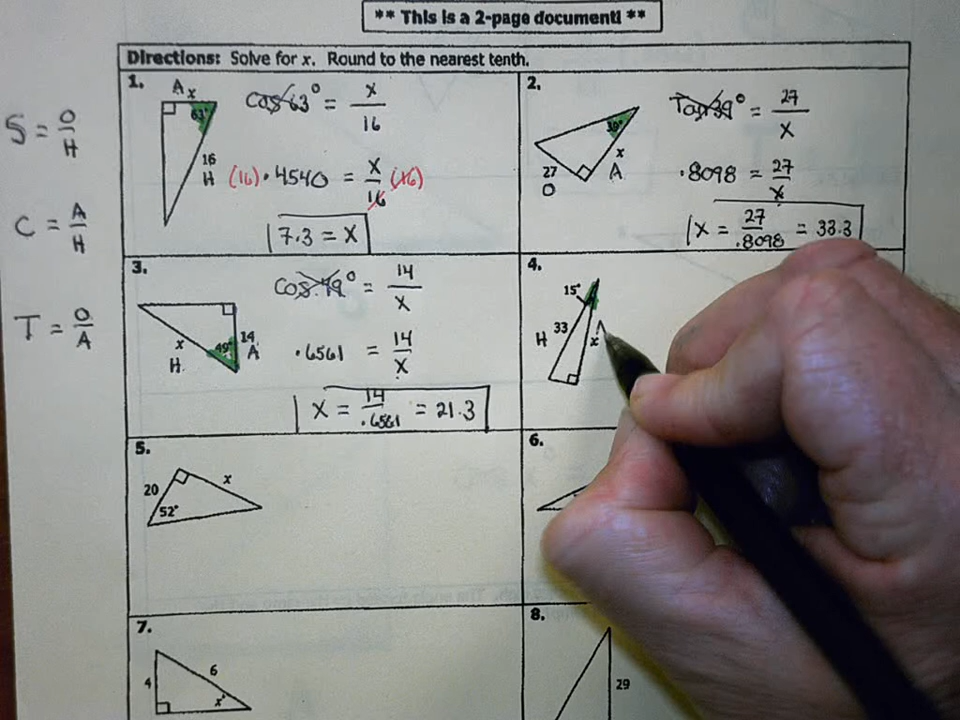 ** This is a 2-page document! **
Directions: Solve for x. Round to the nearest tenth.
S = O/H
C = A/H
T = O/A
1.
A x
63°
16
H
Cos 63° = x/16
(16) .4540 = x/16 (16)
7.3 = x
2.
39°
x
A
27
O
Tan 39° = 27/x
.8098 = 27/x
x = 27/.8098 = 33.3
3.
14
A
x
H
49°
Cos 49° = 14/x
.6561 = 14/x
x = 14/.6561 = 21.3
4.
15°
33
H
x
A
5.
20
x
52°
6.
7.
4
6
x°
8.
29